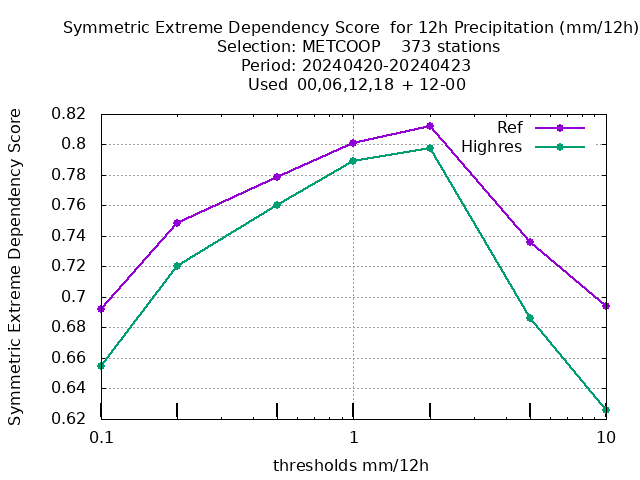 Symmetric Extreme Dependency Score  for 12h Precipitation (mm/12h)
Selection: METCOOP    373 stations
Period: 20240420-20240423
Used  00,06,12,18  + 12-00
Symmetric Extreme Dependency Score
0.82
0.8
0.78
0.76
0.74
0.72
0.7
0.68
0.66
0.64
0.62
Ref
Highres
0.1 1 10
thresholds mm/12h